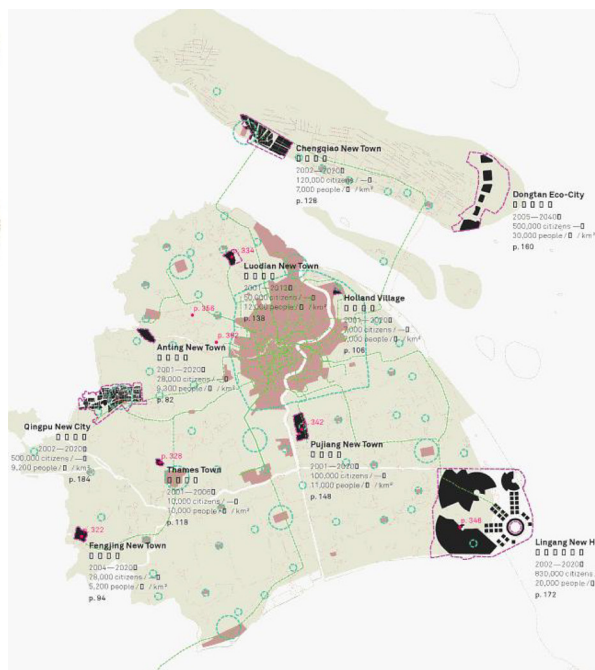 Chengqiao New Town
▯ ▯ ▯ ▯
2002—2020▯
120,000 citizens / —▯
7,000 people / ▯ / km²
p. 128
Dongtan Eco-City
▯ ▯ ▯ ▯ ▯
2005—2040▯
500,000 citizens / —▯
30,000 people / ▯ / km²
p. 160
334
Luodian New Town
▯ ▯ ▯ ▯
2001—2012▯
12,000 people / ▯ / km²
p. 138
Holland Village
▯ ▯ ▯ ▯
2001—2020▯
p. 106
p. 356
Anting New Town
▯ ▯ ▯ ▯
2001—2020▯
28,000 citizens / —▯
9,300 people / ▯ / km²
p. 82
Qingpu New City
▯ ▯ ▯ ▯
2002—2020▯
500,000 citizens / —▯
9,200 people / ▯ / km²
p. 184
342
Pujiang New Town
▯ ▯ ▯ ▯
2001—2020▯
100,000 citizens / —▯
11,000 people / ▯ / km²
p. 148
p. 328
Thames Town
▯ ▯ ▯ ▯
2001—2006▯
10,000 citizens / —▯
10,000 people / ▯ / km²
p. 118
322
Fengjing New Town
▯ ▯ ▯ ▯
2004—2020▯
28,000 citizens / —▯
5,200 people / ▯ / km²
p. 94
p. 346
Lingang New H
▯ ▯ ▯ ▯ ▯ ▯
2002—2020▯
830,000 citizens
20,000 people / ▯
p. 172